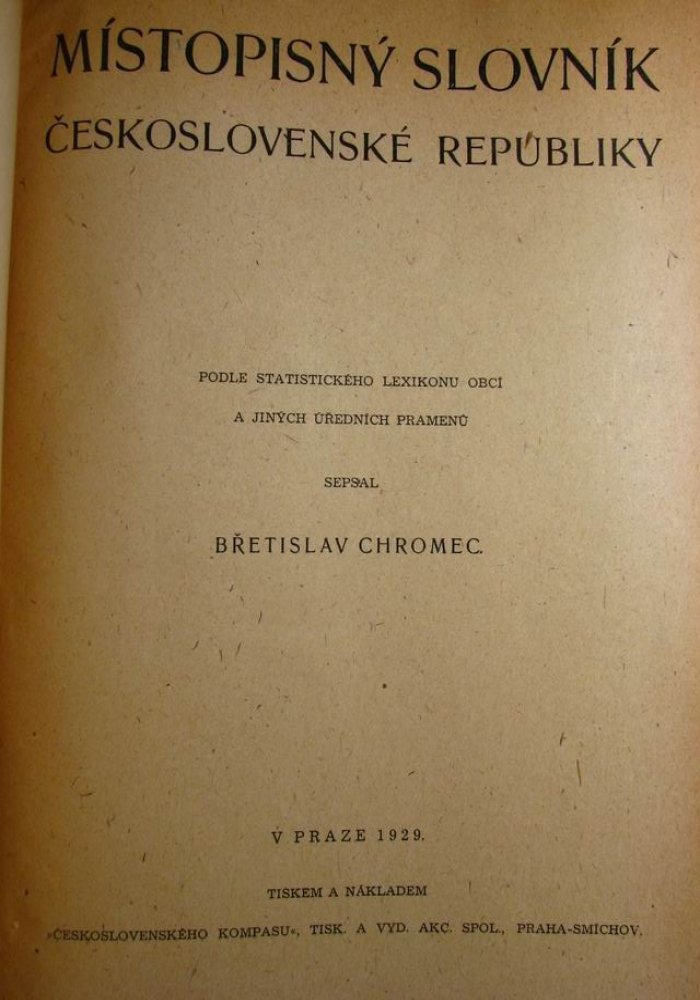 MÍSTOPISNÝ SLOVNÍK
ČESKOSLOVENSKÉ REPUBLIKY
PODLE STATISTICKÉHO LEXIKONU OBCÍ
A JINÝCH ÚŘEDNÍCH PRAMENŮ
SEPSAL
BŘETISLAV CHROMEC.
V PRAZE 1929.
TISKEM A NÁKLADEM
»ČESKOSLOVENSKÉHO KOMPASU«, TISK. A VYD. AKC. SPOL., PRAHA-SMÍCHOV.